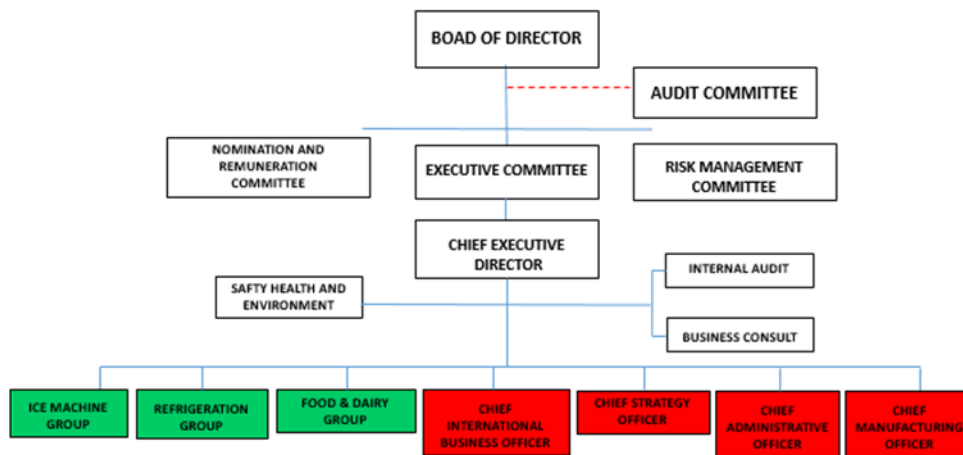 BOAD OF DIRECTOR
AUDIT COMMITTEE
NOMINATION AND
REMUNERATION
COMMITTEE
EXECUTIVE COMMITTEE
RISK MANAGEMENT
COMMITTEE
CHIEF EXECUTIVE
DIRECTOR
SAFTY HEALTH AND
ENVIRONMENT
INTERNAL AUDIT
BUSINESS CONSULT
ICE MACHINE
GROUP
REFRIGERATION
GROUP
FOOD & DAIRY
GROUP
CHIEF
INTERNATIONAL
BUSINESS OFFICER
CHIEF STRATEGY
OFFICER
CHIEF
ADMINISTRATIVE
OFFICER
CHIEF
MANUFACTURING
OFFICER